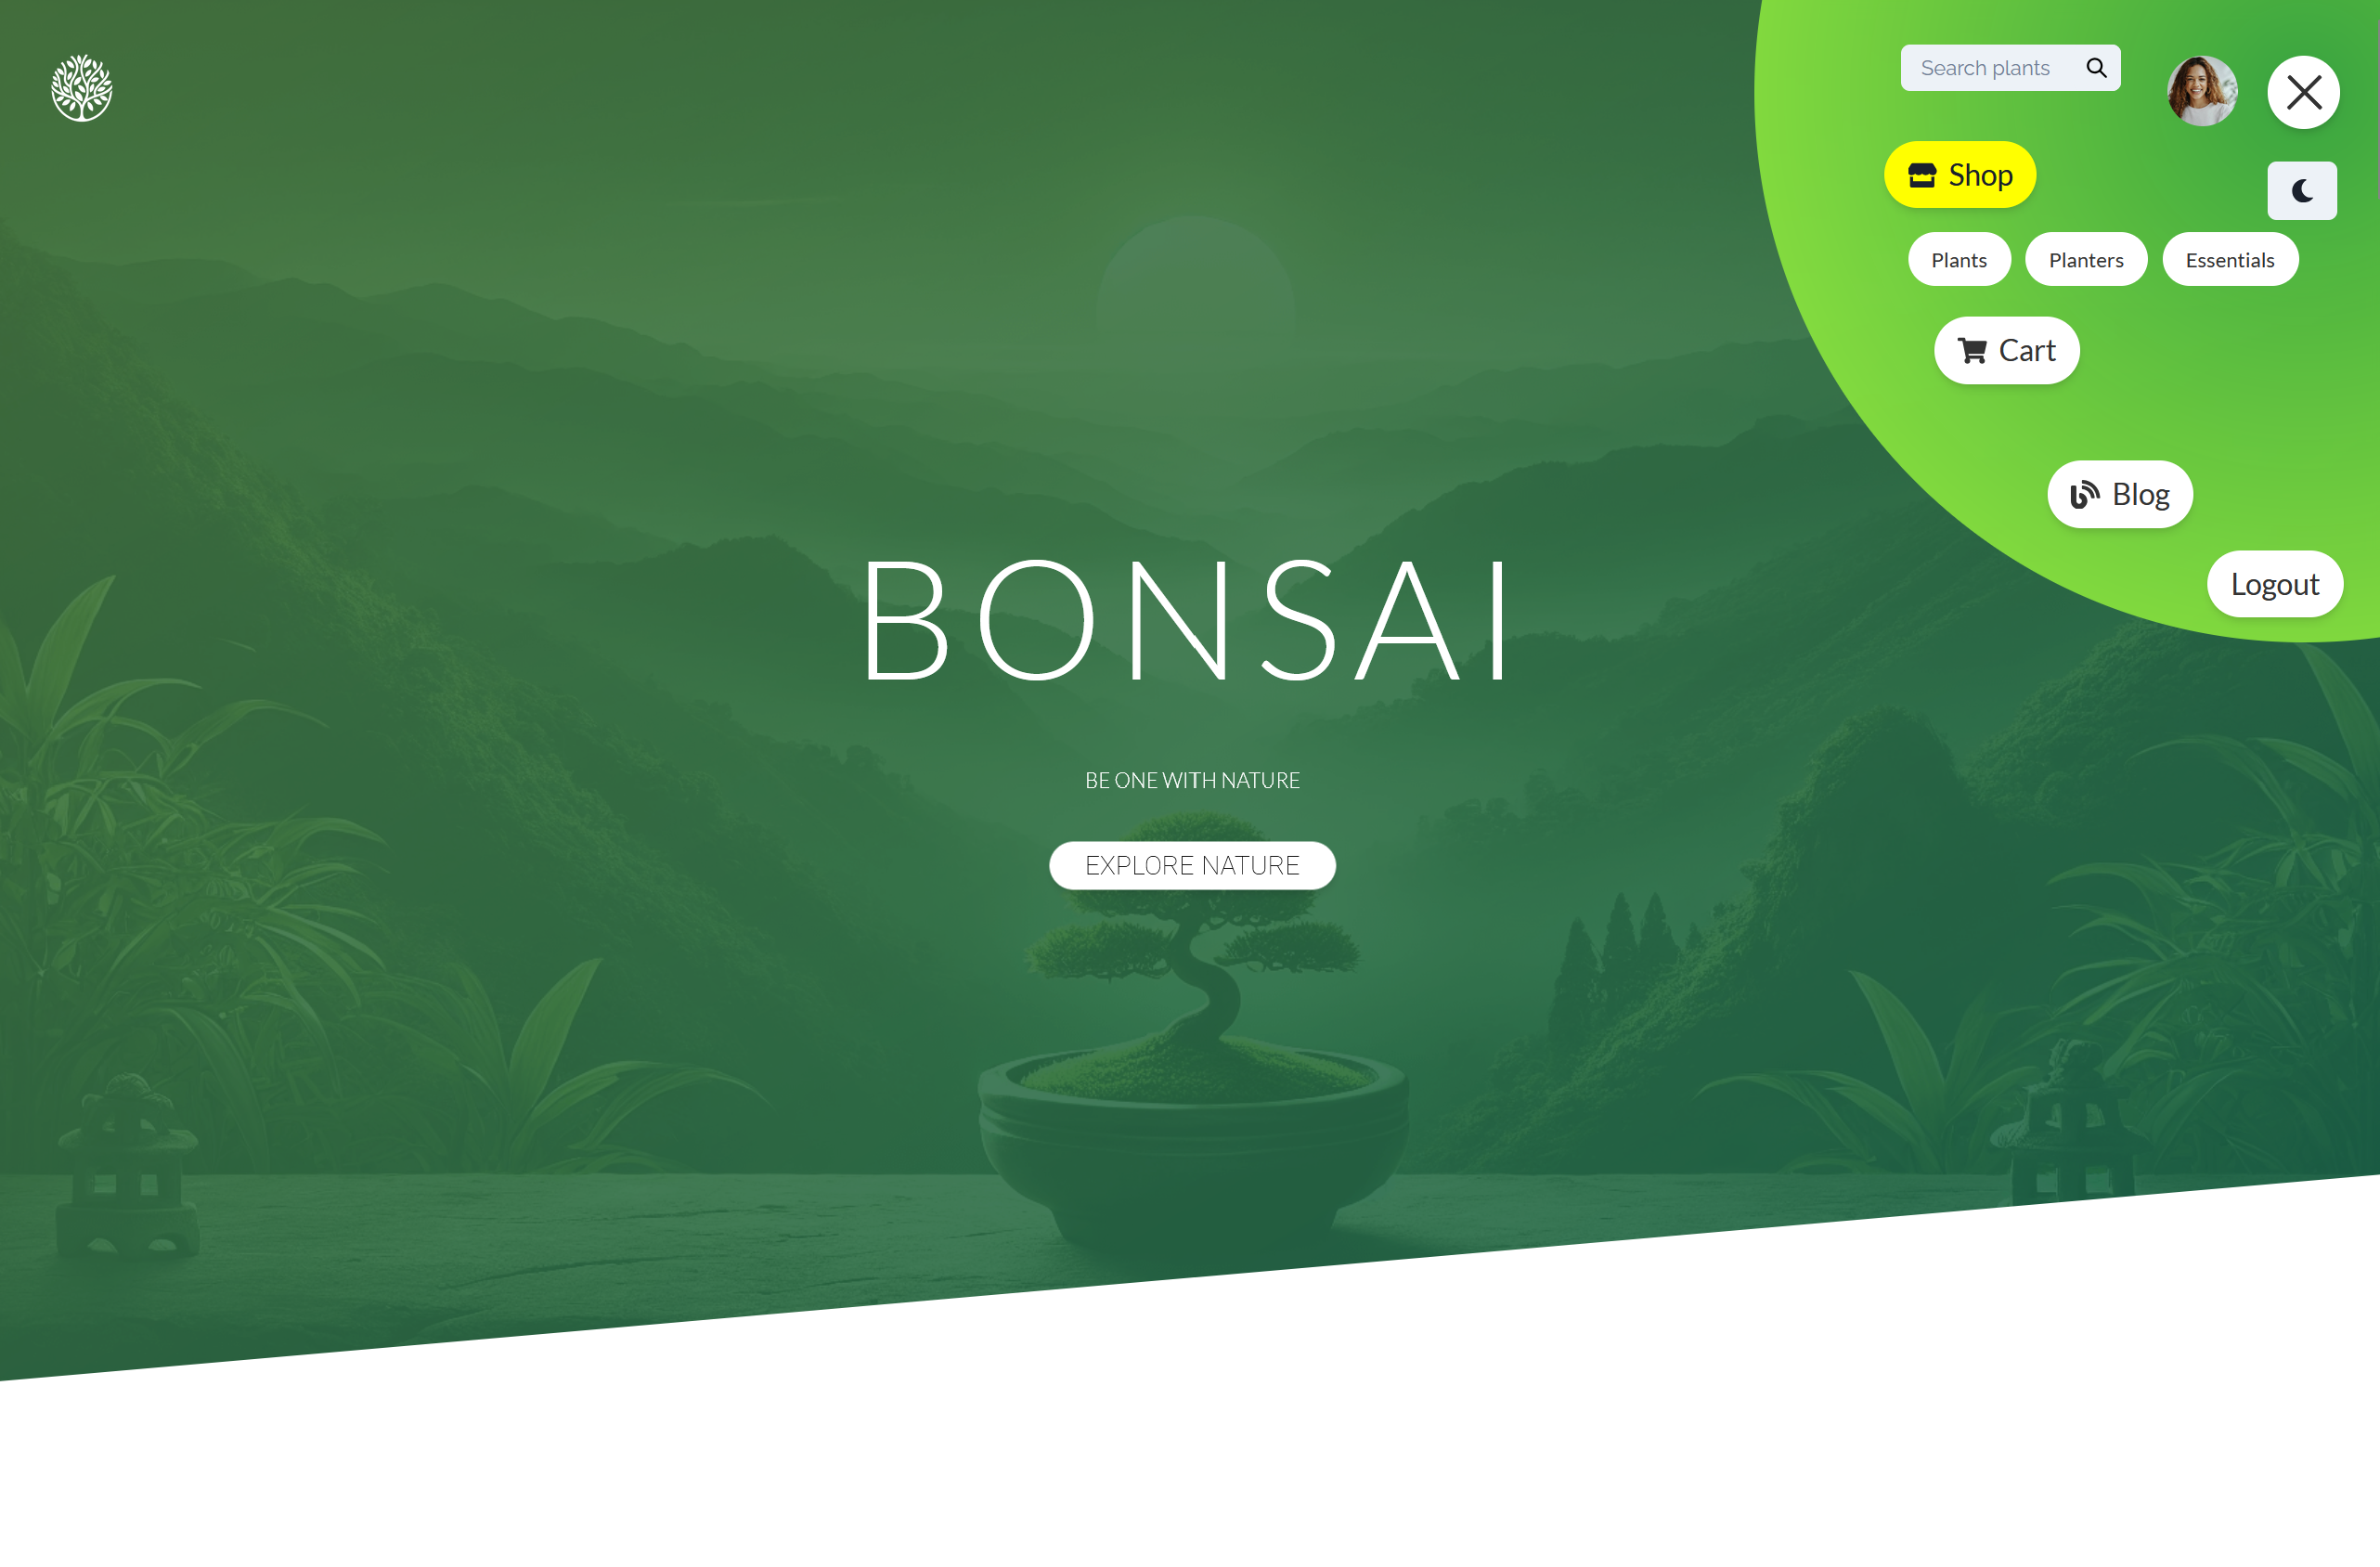 Search plants
Shop
Plants Planters Essentials
Cart
Blog
Logout
BONSAI
BE ONE WITH NATURE
EXPLORE NATURE